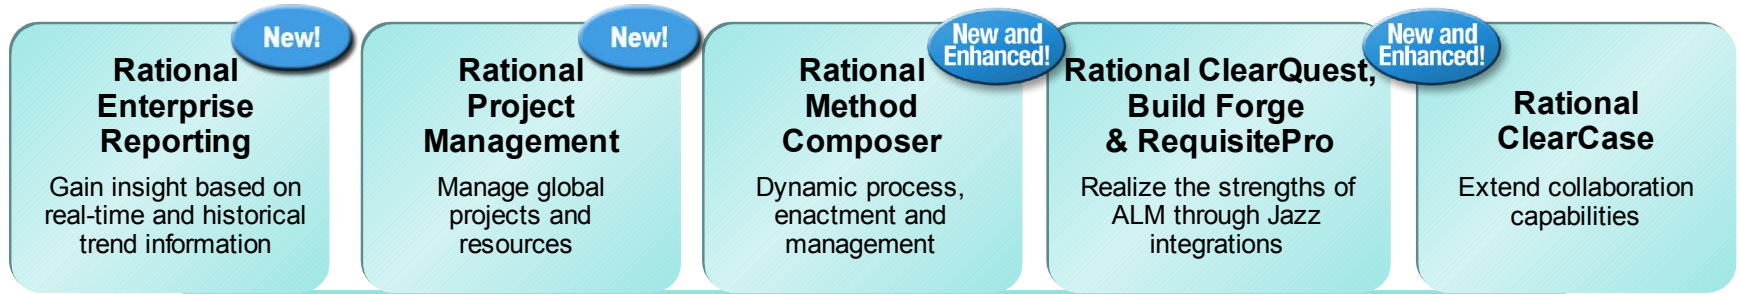 New!
Rational
Enterprise
Reporting
Gain insight based on
real-time and historical
trend information
New!
Rational
Project
Management
Manage global
projects and
resources
New and
Enhanced!
Rational
Method
Composer
Dynamic process,
enactment and
management
New and
Enhanced!
Rational ClearQuest,
Build Forge
& RequisitePro
Realize the strengths of
ALM through Jazz
integrations
Rational
ClearCase
Extend collaboration
capabilities